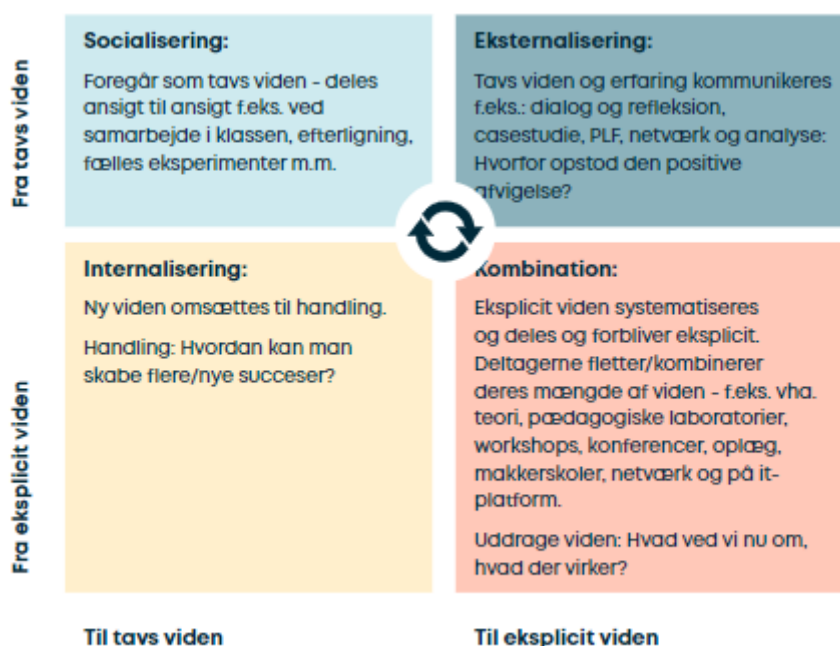 Fra tavs viden
Socialisering:
Foregår som tavs viden - deles
ansigt til ansigt f.eks. ved
samarbejde i klassen, efterligning,
fælles eksperimenter m.m.
Eksternalisering:
Tavs viden og erfaring kommunikeres
f.eks.: dialog og refleksion,
casestudie, PLF, netværk og analyse:
Hvorfor opstod den positive
afvigelse?
Fra eksplicit viden
Internalisering:
Ny viden omsættes til handling.
Handling: Hvordan kan man
skabe flere/nye succeser?
Kombination:
Eksplicit viden systematiseres
og deles og forbliver eksplicit.
Deltagerne fletter/kombinerer
deres mængde af viden - f.eks. vha.
teori, pædagogiske laboratorier,
workshops, konferencer, oplæg,
makkerskoler, netværk og på it-
platform.
Uddrage viden: Hvad ved vi nu om,
hvad der virker?
Til tavs viden
Til eksplicit viden